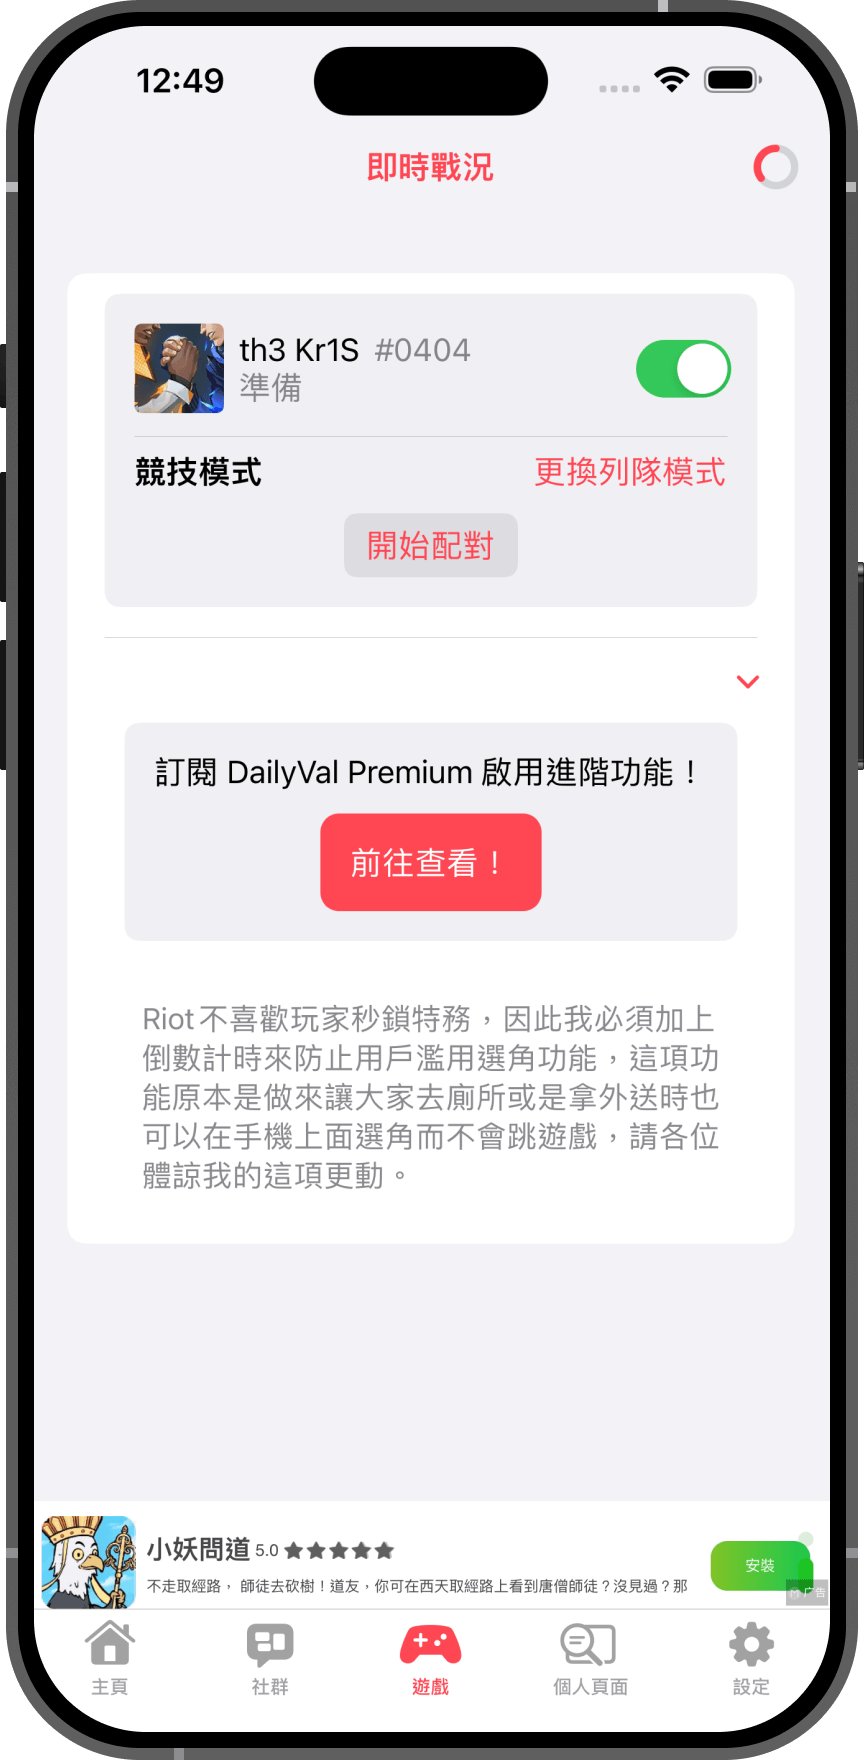 12:49
即時戰況
th3 Kr1S #0404
準備
競技模式
更換列隊模式
開始配對
訂閱 DailyVal Premium 啟用進階功能！
前往查看！
Riot 不喜歡玩家秒鎖特務，因此我必須加上
倒數計時來防止用戶濫用選角功能，這項功
能原本是做來讓大家去廁所或是拿外送時也
可以在手機上面選角而不會跳遊戲，請各位
體諒我的這項更動。
小妖問道 5.0
不走取經路， 師徒去砍樹！道友，你可在西天取經路上看到唐僧師徒？沒見過？那
安裝
广告
主頁
社群
遊戲
個人頁面
設定